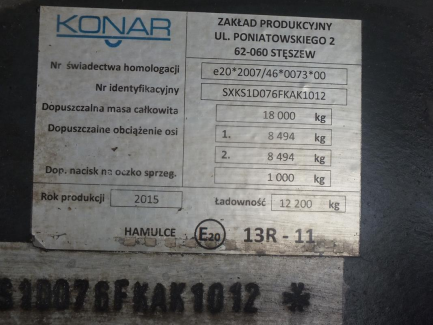 KONAR
ZAKŁAD PRODUKCYJNY
UL. PONIATOWSKIEGO 2
62-060 STĘSZEW
Nr świadectwa homologacji e20*2007/46*0073*00
Nr identyfikacyjny SXKS1D076FKAK1012
Dopuszczalna masa całkowita 18 000 kg
Dopuszczalne obciążenie osi 1. 8 494 kg
2. 8 494 kg
Dop. nacisk na oczko sprzęg. 1 000 kg
Rok produkcji 2015 Ładowność 12 200 kg
HAMULCE E20 13R - 11
S1D076FKAK1012 *